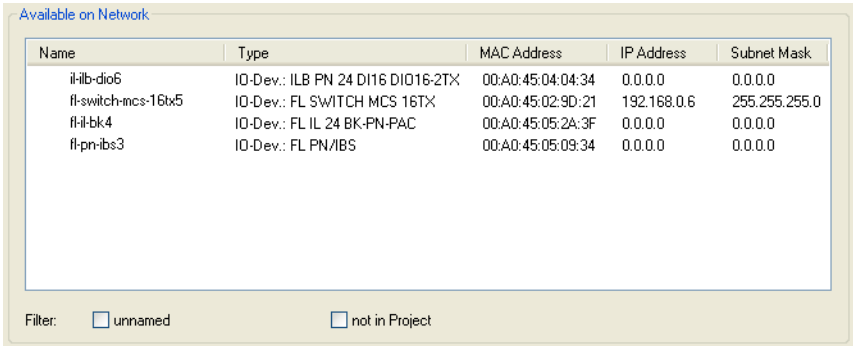 Available on Network
Name Type MAC Address IP Address Subnet Mask
il-ilb-dio6 IO-Dev.: ILB PN 24 DI16 DIO16-2TX 00:A0:45:04:04:34 0.0.0.0 0.0.0.0
fl-switch-mcs-16tx5 IO-Dev.: FL SWITCH MCS 16TX 00:A0:45:02:9D:21 192.168.0.6 255.255.255.0
fl-il-bk4 IO-Dev.: FL IL 24 BK-PN-PAC 00:A0:45:05:2A:3F 0.0.0.0 0.0.0.0
fl-pn-ibs3 IO-Dev.: FL PN/IBS 00:A0:45:05:09:34 0.0.0.0 0.0.0.0
Filter: unnamed not in Project